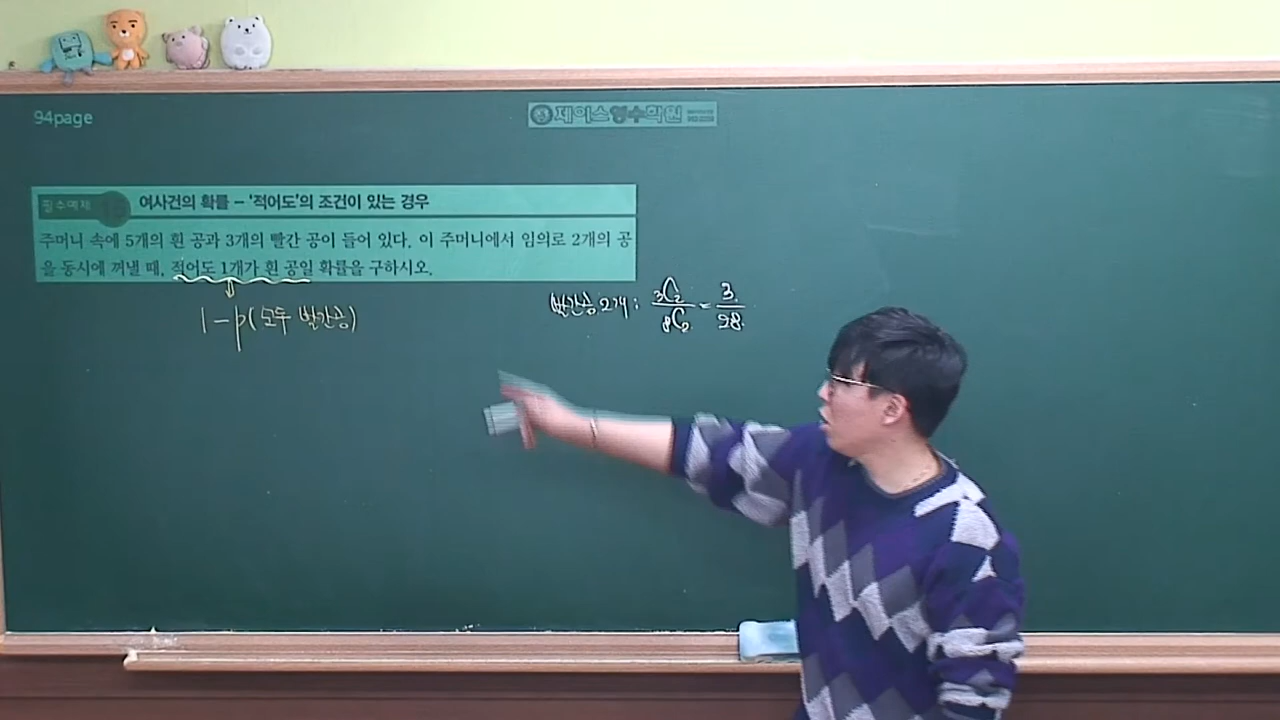 94page
제이스영수학원
필수예제
여사건의 확률 – '적어도'의 조건이 있는 경우
주머니 속에 5개의 흰 공과 3개의 빨간 공이 들어 있다. 이 주머니에서 임의로 2개의 공
을 동시에 꺼낼 때, 적어도 1개가 흰 공일 확률을 구하시오.
1-p(모두 빨간공)
빨간공 2개: ₃C₂/₈C₂ = 3/28